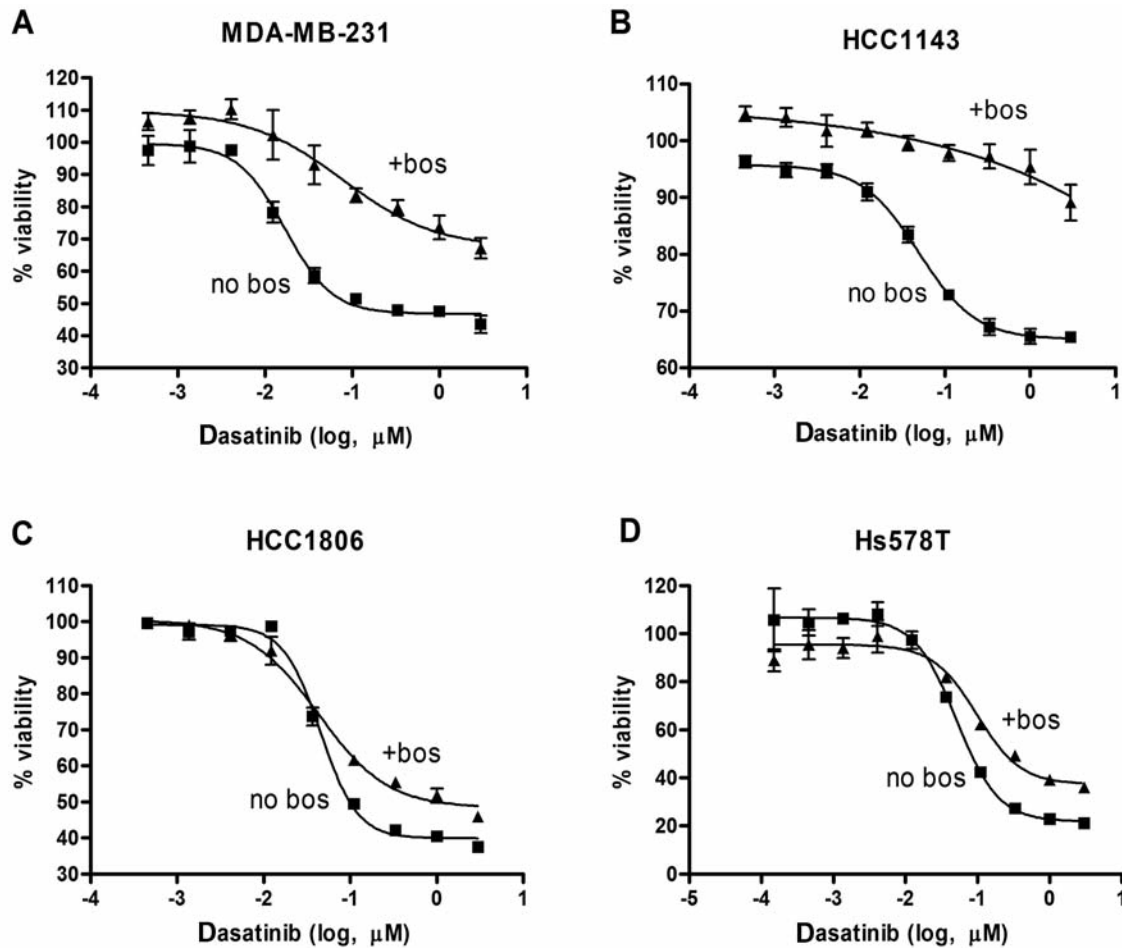 A
MDA-MB-231
% viability
120
110
100
90
80
70
60
50
40
30
+bos
no bos
-4 -3 -2 -1 0 1
Dasatinib (log, μM)
B
HCC1143
% viability
110
100
90
80
70
60
+bos
no bos
-4 -3 -2 -1 0 1
Dasatinib (log, μM)
C
HCC1806
% viability
110
100
90
80
70
60
50
40
30
+bos
no bos
-4 -3 -2 -1 0 1
Dasatinib (log, μM)
D
Hs578T
% viability
120
100
80
60
40
20
0
+bos
no bos
-5 -4 -3 -2 -1 0 1
Dasatinib (log, μM)